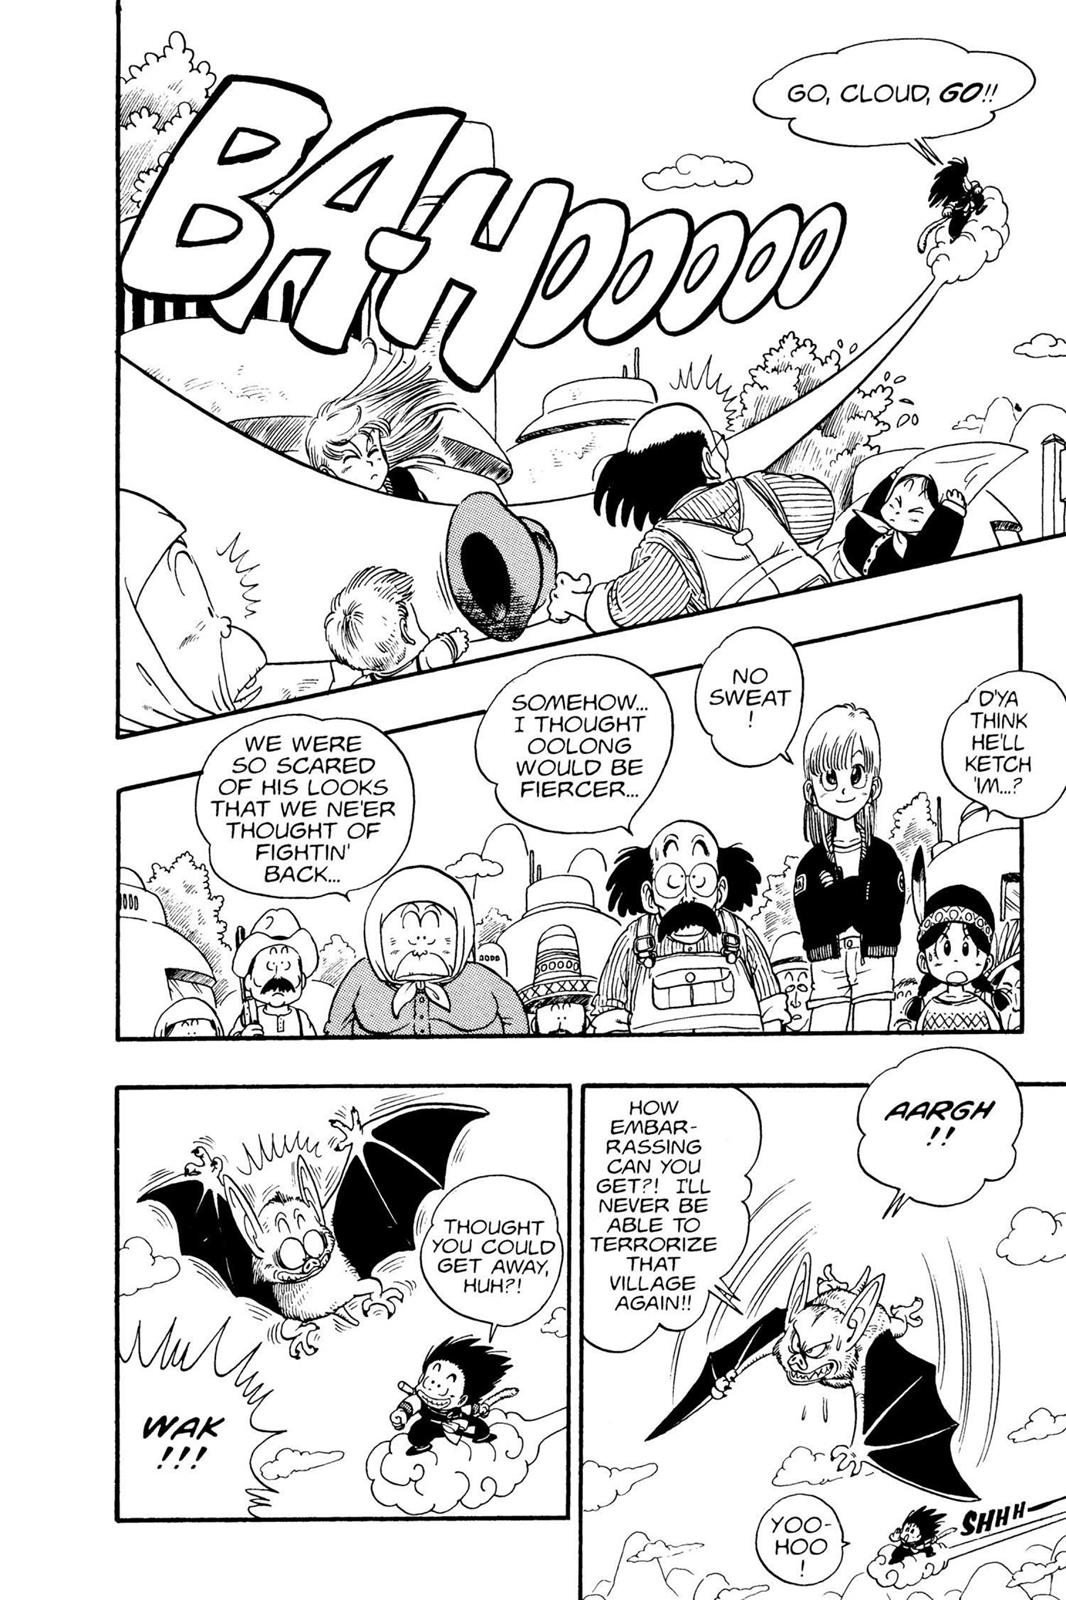 GO, CLOUD, GO!!
BA-HOOOOO
D'YA
THINK
HE'LL
KETCH
'IM...?
NO
SWEAT
!
SOMEHOW...
I THOUGHT
OOLONG
WOULD BE
FIERCER...
WE WERE
SO SCARED
OF HIS LOOKS
THAT WE NE'ER
THOUGHT OF
FIGHTIN'
BACK...
AARGH
!!
HOW
EMBAR-
RASSING
CAN YOU
GET?! I'LL
NEVER BE
ABLE TO
TERRORIZE
THAT
VILLAGE
AGAIN!!
YOO-
HOO
!
SHHH
THOUGHT
YOU COULD
GET AWAY,
HUH?!
WAK
!!!